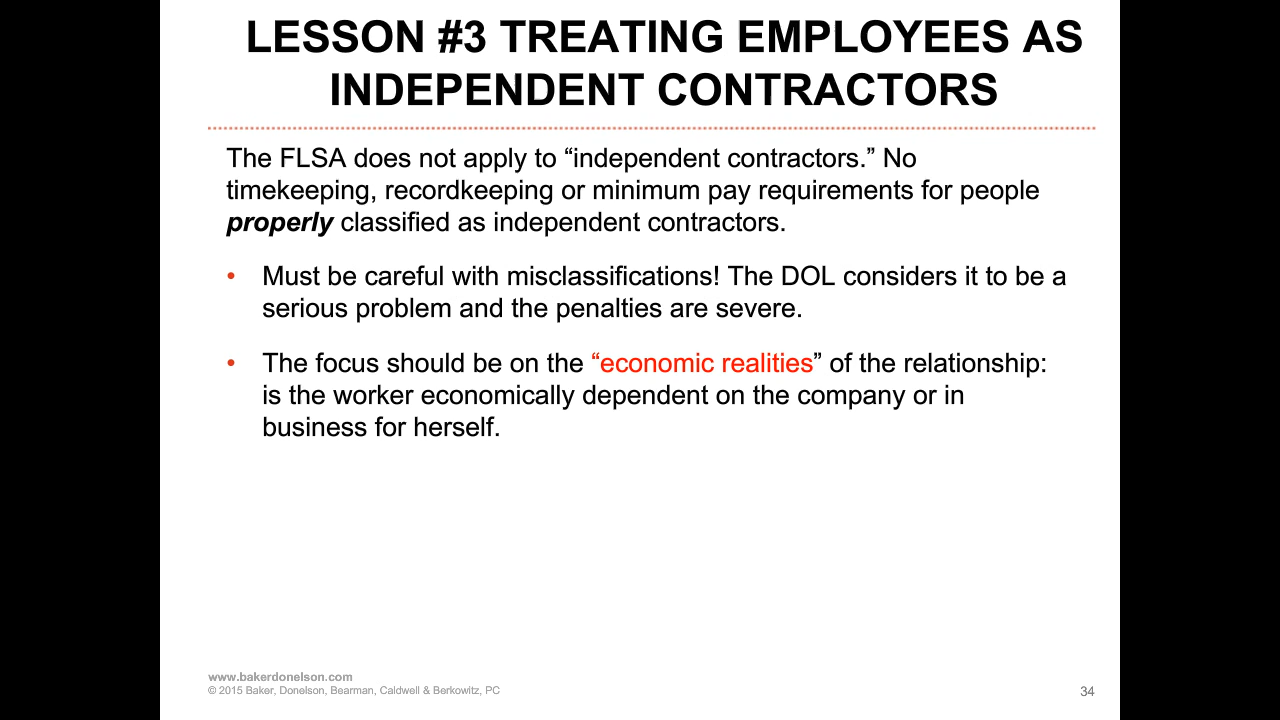 LESSON #3 TREATING EMPLOYEES AS
INDEPENDENT CONTRACTORS
The FLSA does not apply to “independent contractors.” No
timekeeping, recordkeeping or minimum pay requirements for people
properly classified as independent contractors.
• Must be careful with misclassifications! The DOL considers it to be a
serious problem and the penalties are severe.
• The focus should be on the “economic realities” of the relationship:
is the worker economically dependent on the company or in
business for herself.
www.bakerdonelson.com
© 2015 Baker, Donelson, Bearman, Caldwell & Berkowitz, PC
34